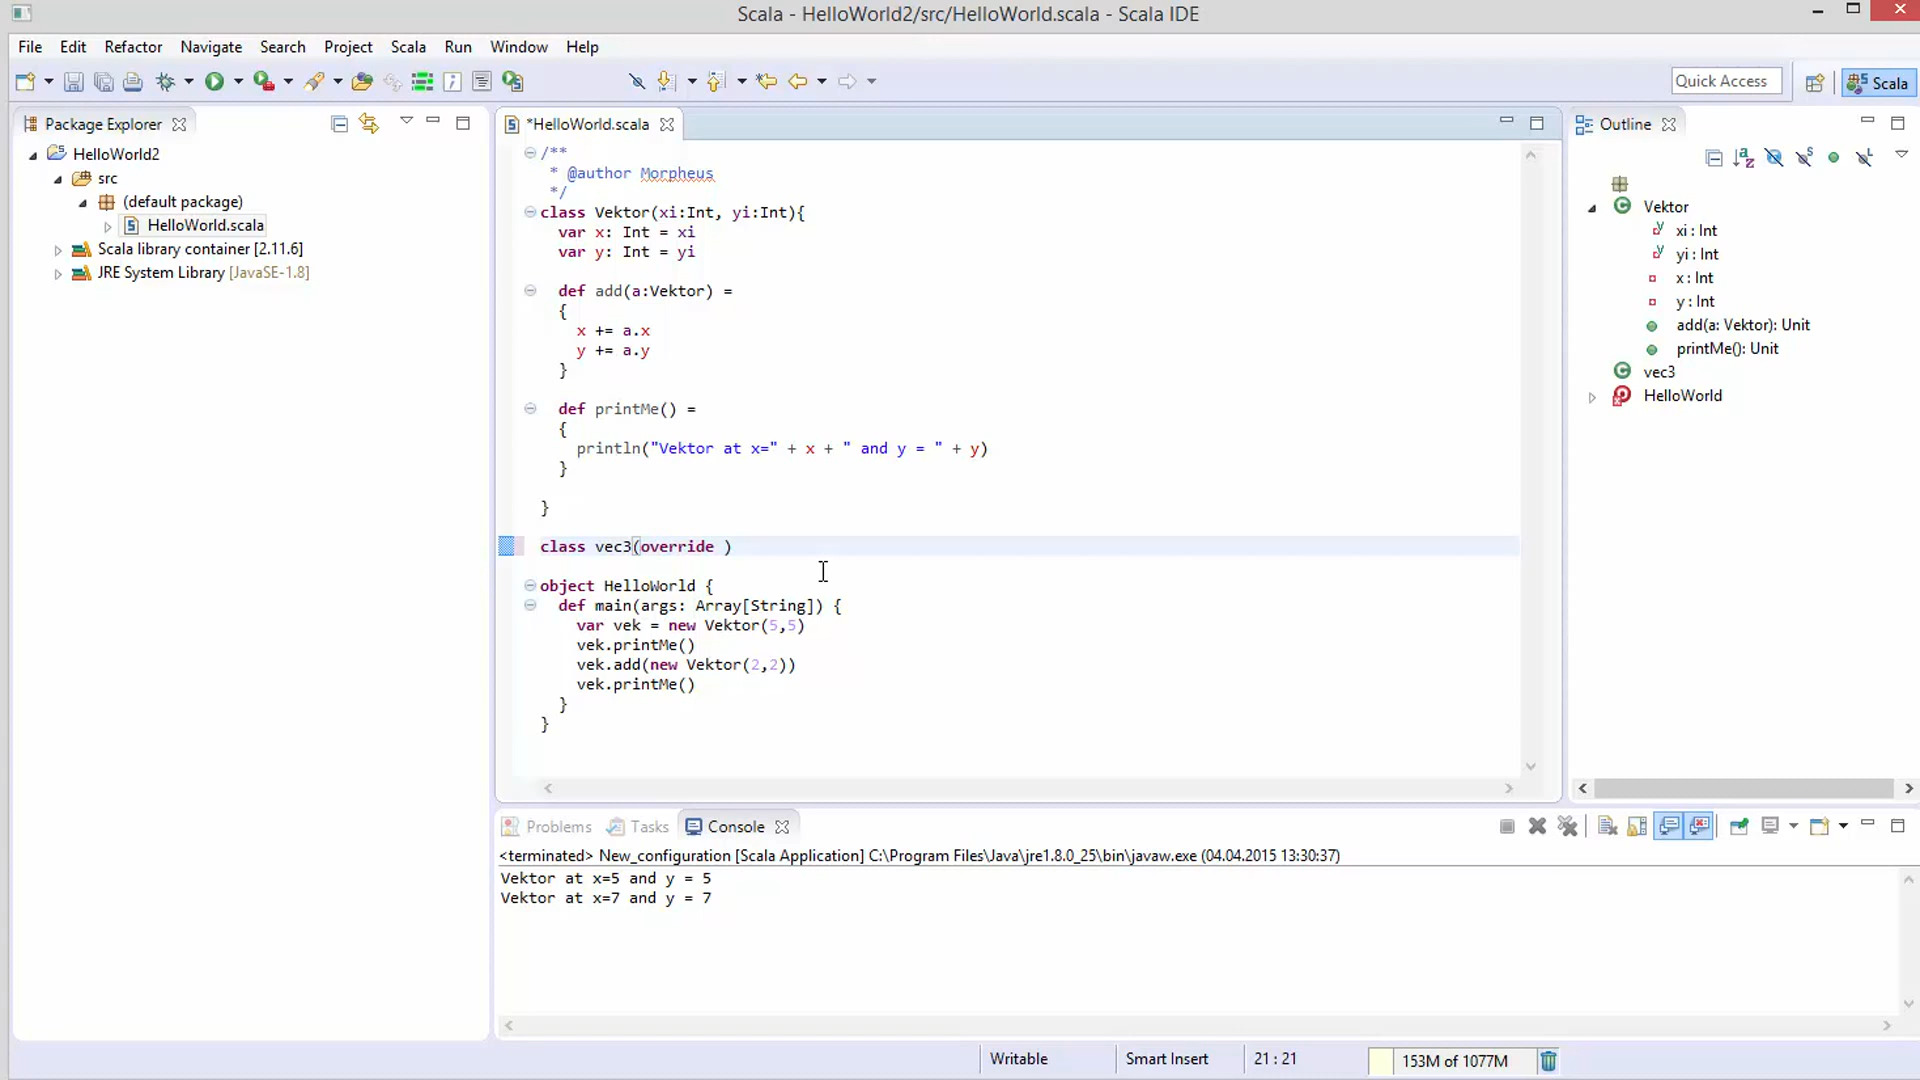 Scala - HelloWorld2/src/HelloWorld.scala - Scala IDE
File Edit Refactor Navigate Search Project Scala Run Window Help
Quick Access
Scala
Package Explorer
HelloWorld2
src
(default package)
HelloWorld.scala
Scala library container [2.11.6]
JRE System Library [JavaSE-1.8]
*HelloWorld.scala
/**
 * @author Morpheus
 */
class Vektor(xi:Int, yi:Int){
  var x: Int = xi
  var y: Int = yi
  def add(a:Vektor) =
  {
    x += a.x
    y += a.y
  }
  def printMe() =
  {
    println("Vektor at x=" + x + " and y = " + y)
  }
}
class vec3(override )
object HelloWorld {
  def main(args: Array[String]) {
    var vek = new Vektor(5,5)
    vek.printMe()
    vek.add(new Vektor(2,2))
    vek.printMe()
  }
}
Outline
Vektor
xi : Int
yi : Int
x : Int
y : Int
add(a: Vektor): Unit
printMe(): Unit
vec3
HelloWorld
Problems Tasks Console
<terminated> New_configuration [Scala Application] C:\Program Files\Java\jre1.8.0_25\bin\javaw.exe (04.04.2015 13:30:37)
Vektor at x=5 and y = 5
Vektor at x=7 and y = 7
Writable
Smart Insert
21 : 21
153M of 1077M